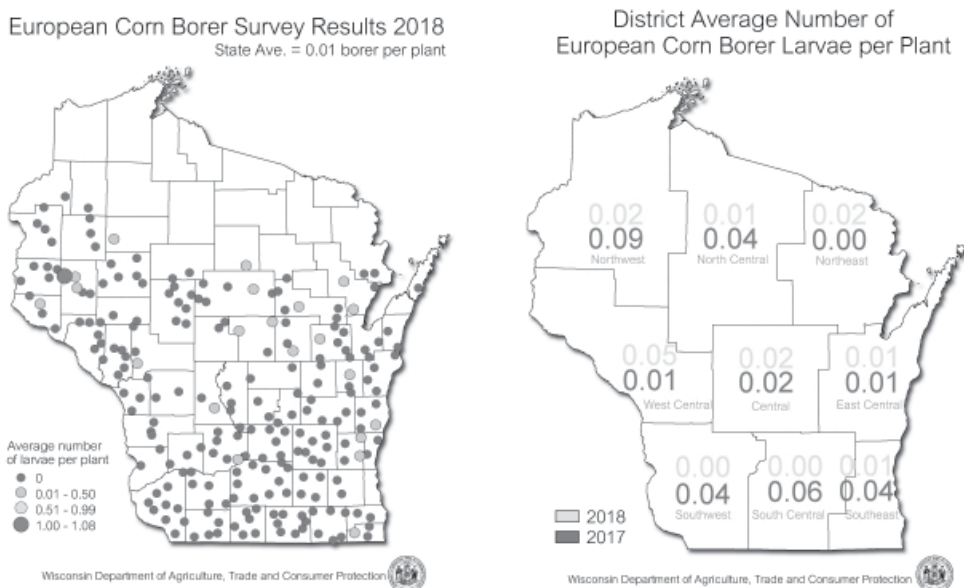 European Corn Borer Survey Results 2018
State Ave. = 0.01 borer per plant
Average number
of larvae per plant
0
0.01 - 0.50
0.51 - 0.99
1.00 - 1.08
Wisconsin Department of Agriculture, Trade and Consumer Protection
District Average Number of
European Corn Borer Larvae per Plant
0.02
0.09
Northwest
0.01
0.04
North Central
0.02
0.00
Northeast
0.05
0.01
West Central
0.02
0.02
Central
0.01
0.01
East Central
0.00
0.04
Southwest
0.00
0.06
South Central
0.01
0.04
Southeast
2018
2017
Wisconsin Department of Agriculture, Trade and Consumer Protection